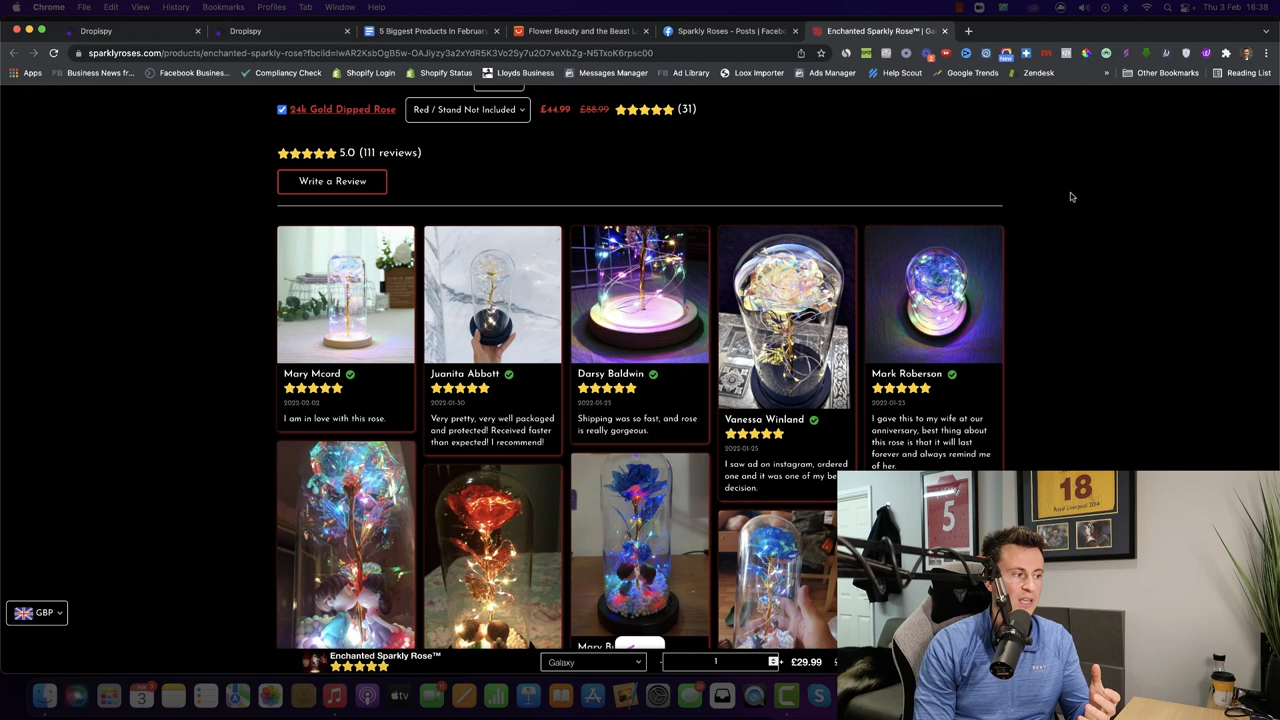 Chrome File Edit View History Bookmarks Profiles Tab Window Help Thu 3 Feb 16:38
Dropispy Dropispy 5 Biggest Products In February Flower Beauty and the Beast L Sparkly Roses - Posts | Facebo Enchanted Sparkly Rose™ | Ga
sparklyroses.com/products/enchanted-sparkly-rose?fbclid=IwAR2KsbOgB5w-OAJiyzy3a2xYdR5K3Vo2Sy7u2O7veXbZg-N5TxoK6rpsc00
Apps FB Business News fr... Facebook Busines... Compliancy Check Shopify Login Shopify Status Lloyds Business Messages Manager FB Ad Library Loox Importer Ads Manager Help Scout Google Trends Zendesk » Other Bookmarks Reading List
24k Gold Dipped Rose Red / Stand Not Included £44.99 £88.99 (31)
5.0 (111 reviews)
Write a Review
Mary Mcord
2022-02-02
I am in love with this rose.
Juanita Abbott
2022-01-30
Very pretty, very well packaged
and protected! Received faster
than expected! I recommend!
Darsy Baldwin
2022-01-25
Shipping was so fast, and rose
is really gorgeous.
Vanessa Winland
2022-01-25
I saw ad on instagram, ordered
one and it was one of my be
decision.
Mark Roberson
2022-01-23
I gave this to my wife at our
anniversary, best thing about
this rose is that it will last
forever and always remind me
of her.
GBP
Enchanted Sparkly Rose™
Galaxy - 1 + £29.99
5
18
Royal Liverpool 2014